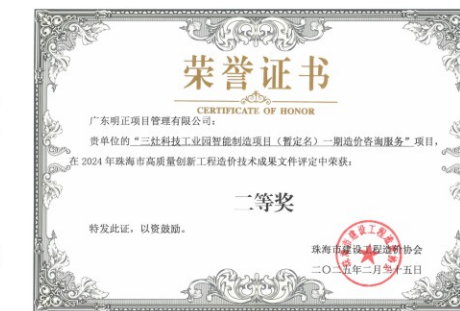 荣誉证书
CERTIFICATE OF HONOR
广东明正项目管理有限公司：
贵单位的“三灶科技工业园智能制造项目（暂定名）一期造价咨询服务”项目，
在 2024 年珠海市高质量创新工程造价技术成果文件评定中荣获：
二等奖
特发此证，以资鼓励。
珠海市建设工程造价协会
二〇二五年二月二十五日